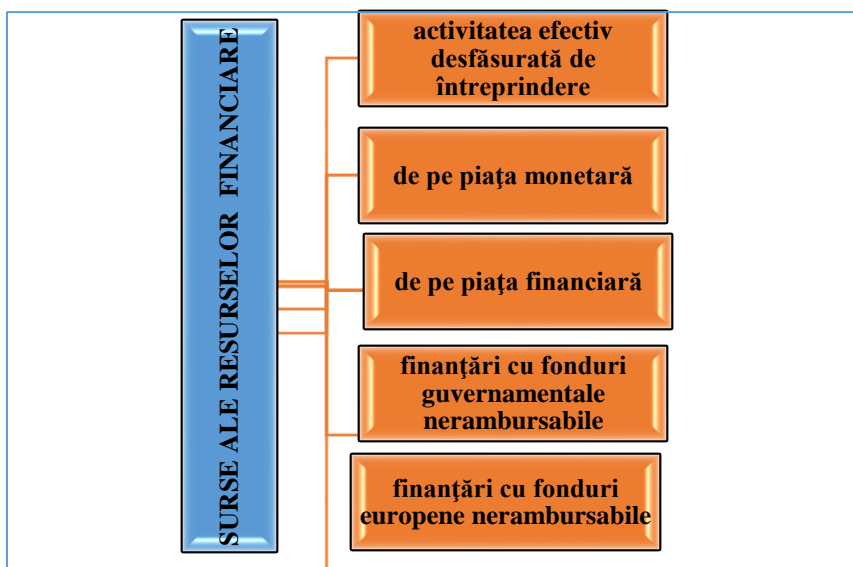 SURSE ALE RESURSELOR FINANCIARE
activitatea efectiv
desfăsurată de
întreprindere
de pe piaţa monetară
de pe piaţa financiară
finanţări cu fonduri
guvernamentale
nerambursabile
finanţări cu fonduri
europene nerambursabile